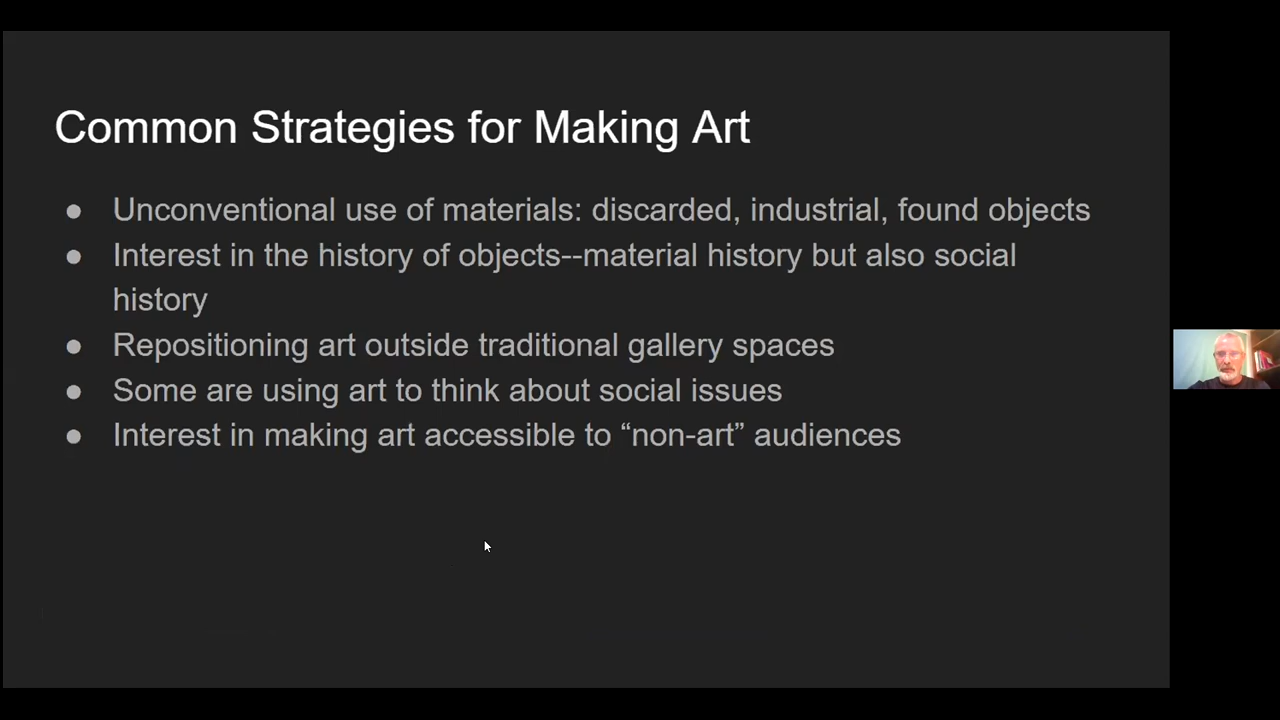 Common Strategies for Making Art
● Unconventional use of materials: discarded, industrial, found objects
● Interest in the history of objects--material history but also social
history
● Repositioning art outside traditional gallery spaces
● Some are using art to think about social issues
● Interest in making art accessible to “non-art” audiences